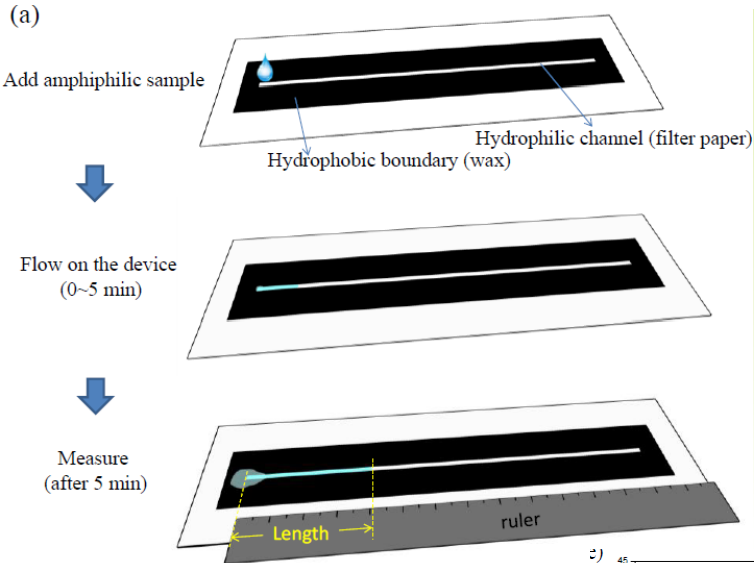 (a)
Add amphiphilic sample
Hydrophilic channel (filter paper)
Hydrophobic boundary (wax)
Flow on the device
(0~5 min)
Measure
(after 5 min)
Length
ruler
e)
45